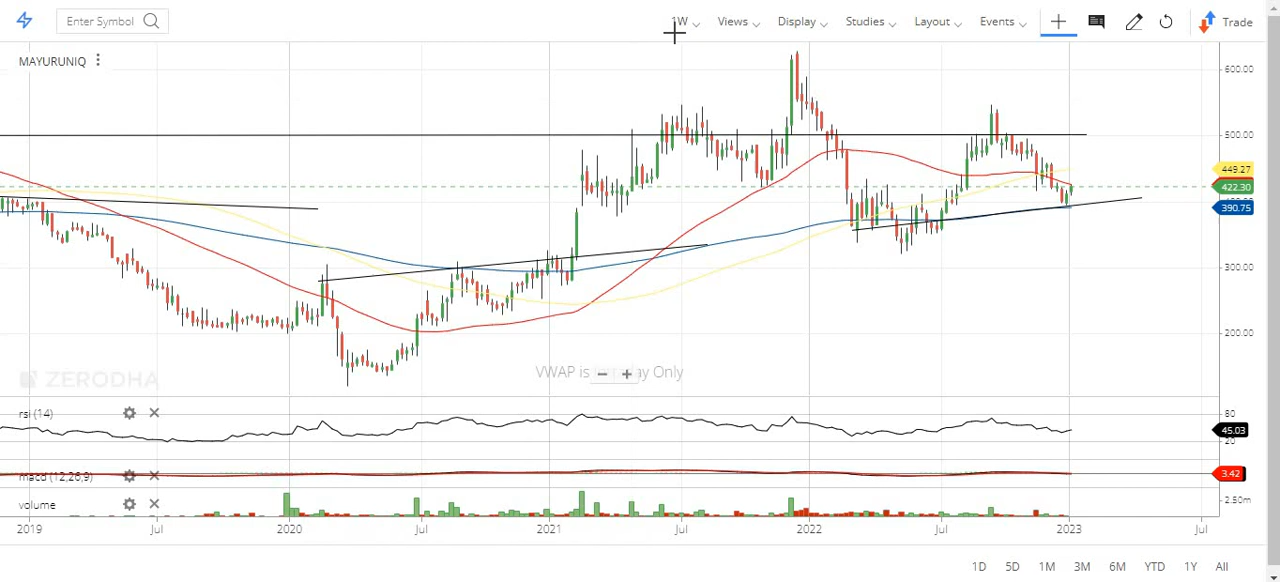 Enter Symbol 1W Views Display Studies Layout Events Trade
MAYURUNIQ
600.00
500.00
449.27
422.30
390.75
300.00
200.00
ZERODHA
VWAP is Only
rsi (14)
80
45.03
20
macd (12,26,9)
3.42
volume
2.50m
2019 Jul 2020 Jul 2021 Jul 2022 Jul 2023 Jul
1D 5D 1M 3M 6M YTD 1Y All